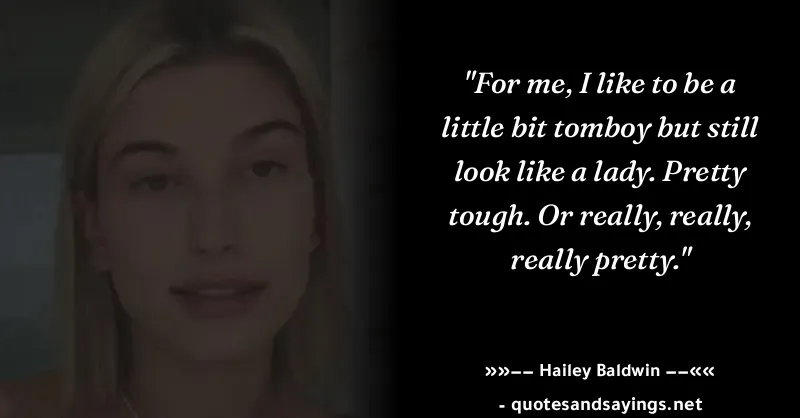 "For me, I like to be a
little bit tomboy but still
look like a lady. Pretty
tough. Or really, really,
really pretty."
»»−− Hailey Baldwin −−««
- quotesandsayings.net